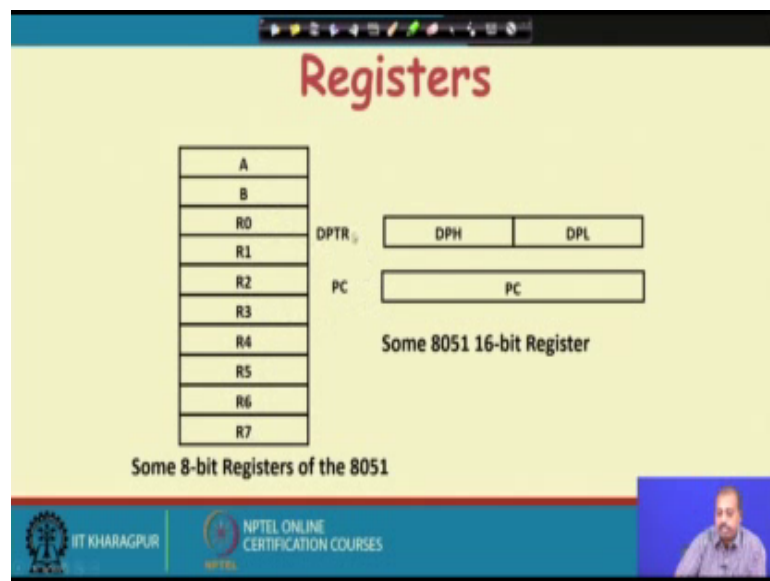 Registers
A
B
R0
R1
R2
R3
R4
R5
R6
R7
Some 8-bit Registers of the 8051
DPTR
DPH
DPL
PC
PC
Some 8051 16-bit Register
IIT KHARAGPUR
NPTEL
NPTEL ONLINE
CERTIFICATION COURSES